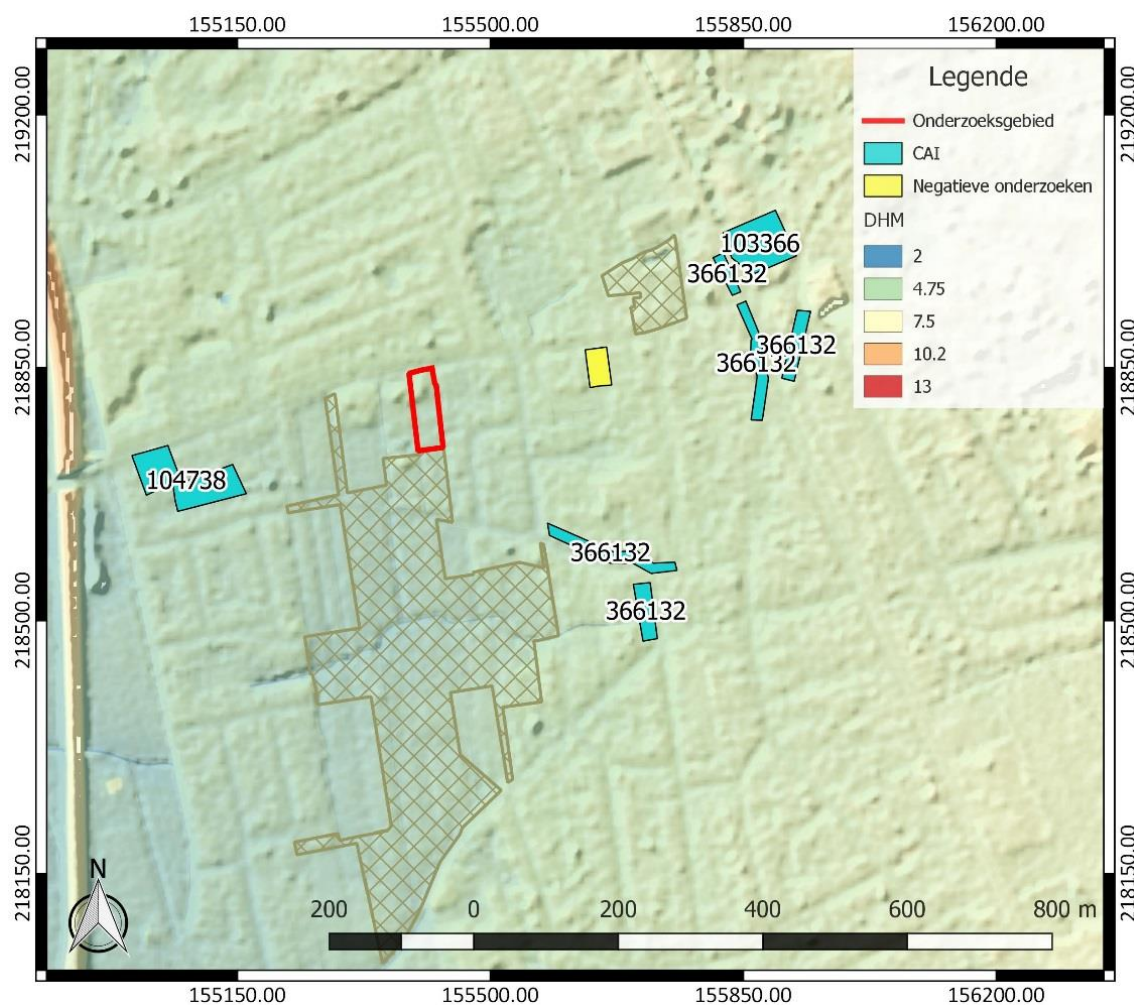 155150.00 155500.00 155850.00 156200.00
219200.00 219200.00
218850.00 218850.00
218500.00 218500.00
218150.00 218150.00
Legende
Onderzoeksgebied
CAI
Negatieve onderzoeken
DHM
2
4.75
7.5
10.2
13
103366
366132
366132
366132
104738
366132
366132
N
200 0 200 400 600 800 m
155150.00 155500.00 155850.00 156200.00